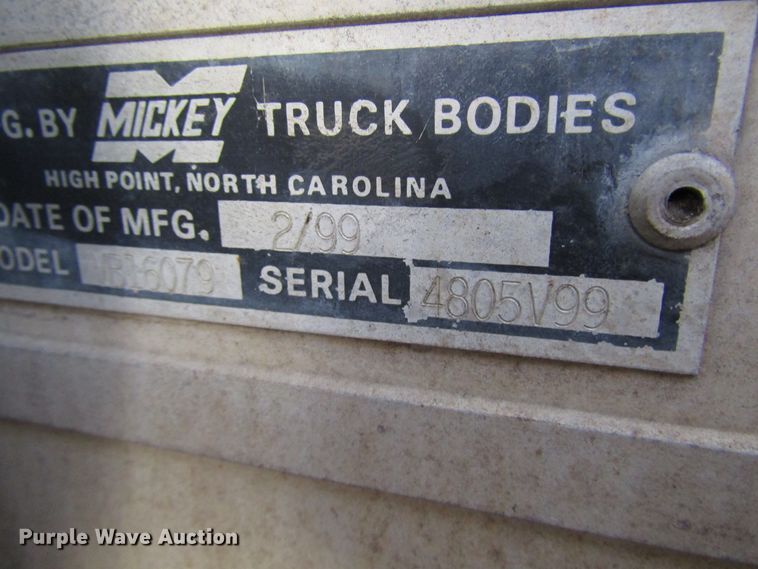 G. BY MICKEY TRUCK BODIES
HIGH POINT, NORTH CAROLINA
DATE OF MFG. 2/99
ODEL SERIAL 4805V99
Purple Wave Auction